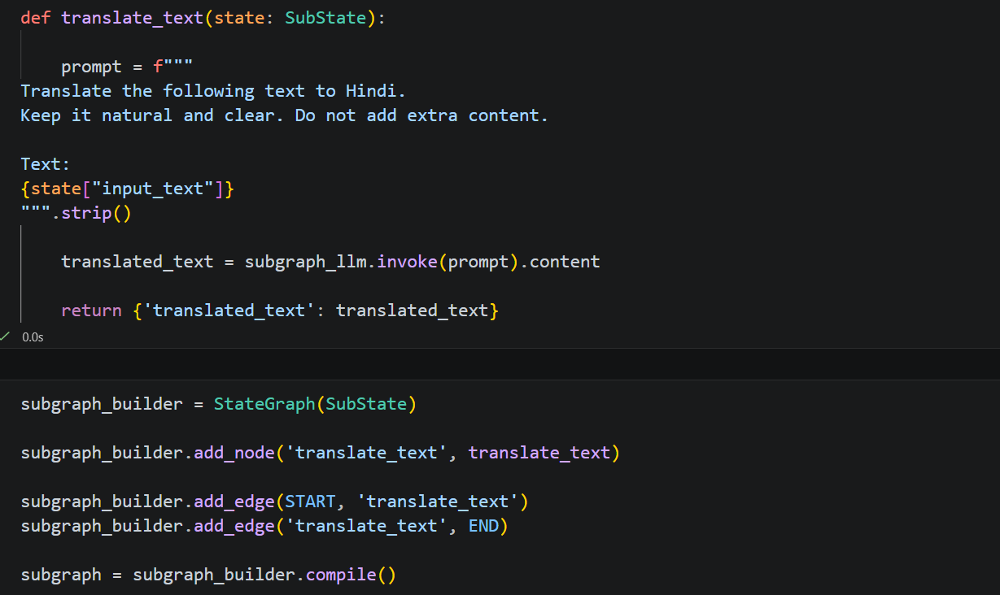 def translate_text(state: SubState):
    prompt = f"""
Translate the following text to Hindi.
Keep it natural and clear. Do not add extra content.
Text:
{state["input_text"]}
""".strip()
    translated_text = subgraph_llm.invoke(prompt).content
    return {'translated_text': translated_text}
0.0s
subgraph_builder = StateGraph(SubState)
subgraph_builder.add_node('translate_text', translate_text)
subgraph_builder.add_edge(START, 'translate_text')
subgraph_builder.add_edge('translate_text', END)
subgraph = subgraph_builder.compile()